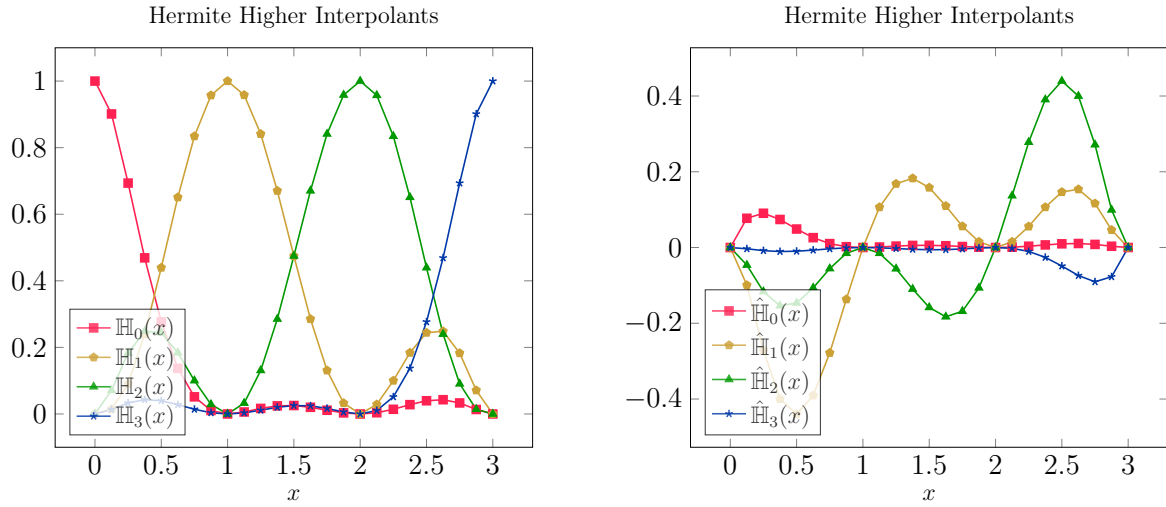 Hermite Higher Interpolants
1
0.8
0.6
0.4
0.2
0
0 0.5 1 1.5 2 2.5 3
x
ℍ₀(x)
ℍ₁(x)
ℍ₂(x)
ℍ₃(x)
Hermite Higher Interpolants
0.4
0.2
0
−0.2
−0.4
0 0.5 1 1.5 2 2.5 3
x
ℍ̂₀(x)
ℍ̂₁(x)
ℍ̂₂(x)
ℍ̂₃(x)